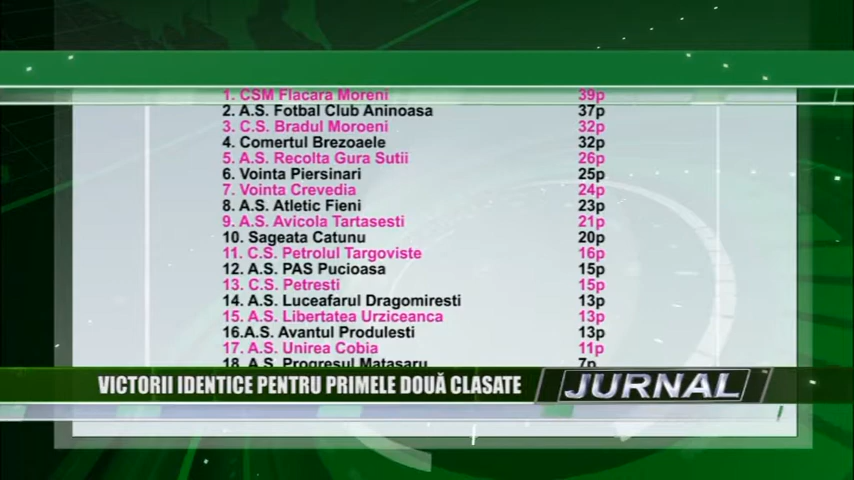 1. CSM Flacara Moreni 39p
2. A.S. Fotbal Club Aninoasa 37p
3. C.S. Bradul Moroeni 32p
4. Comertul Brezoaele 32p
5. A.S. Recolta Gura Sutii 26p
6. Vointa Piersinari 25p
7. Vointa Crevedia 24p
8. A.S. Atletic Fieni 23p
9. A.S. Avicola Tartasesti 21p
10. Sageata Catunu 20p
11. C.S. Petrolul Targoviste 16p
12. A.S. PAS Pucioasa 15p
13. C.S. Petresti 15p
14. A.S. Luceafarul Dragomiresti 13p
15. A.S. Libertatea Urziceanca 13p
16.A.S. Avantul Produlesti 13p
17. A.S. Unirea Cobia 11p
18. A.S. Progresul Matasaru 7p
VICTORII IDENTICE PENTRU PRIMELE DOUĂ CLASATE JURNAL